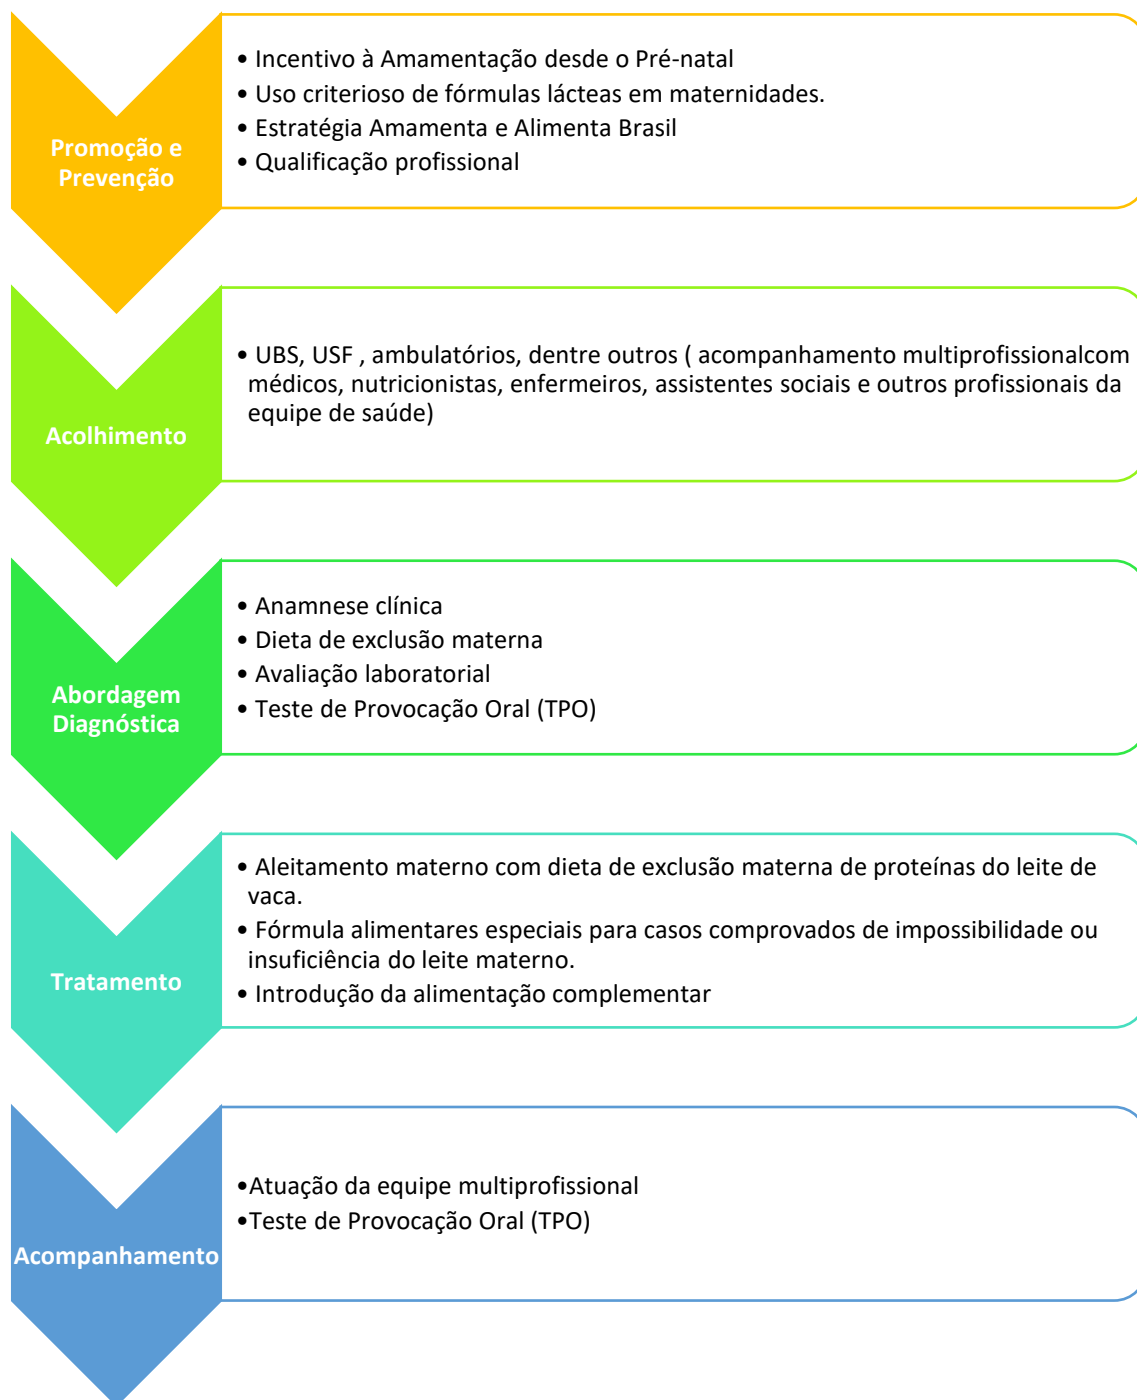 Promoção e
Prevenção
• Incentivo à Amamentação desde o Pré-natal
• Uso criterioso de fórmulas lácteas em maternidades.
• Estratégia Amamenta e Alimenta Brasil
• Qualificação profissional
Acolhimento
• UBS, USF , ambulatórios, dentre outros ( acompanhamento multiprofissionalcom
médicos, nutricionistas, enfermeiros, assistentes sociais e outros profissionais da
equipe de saúde)
Abordagem
Diagnóstica
• Anamnese clínica
• Dieta de exclusão materna
• Avaliação laboratorial
• Teste de Provocação Oral (TPO)
Tratamento
• Aleitamento materno com dieta de exclusão materna de proteínas do leite de
vaca.
• Fórmula alimentares especiais para casos comprovados de impossibilidade ou
insuficiência do leite materno.
• Introdução da alimentação complementar
Acompanhamento
•Atuação da equipe multiprofissional
•Teste de Provocação Oral (TPO)